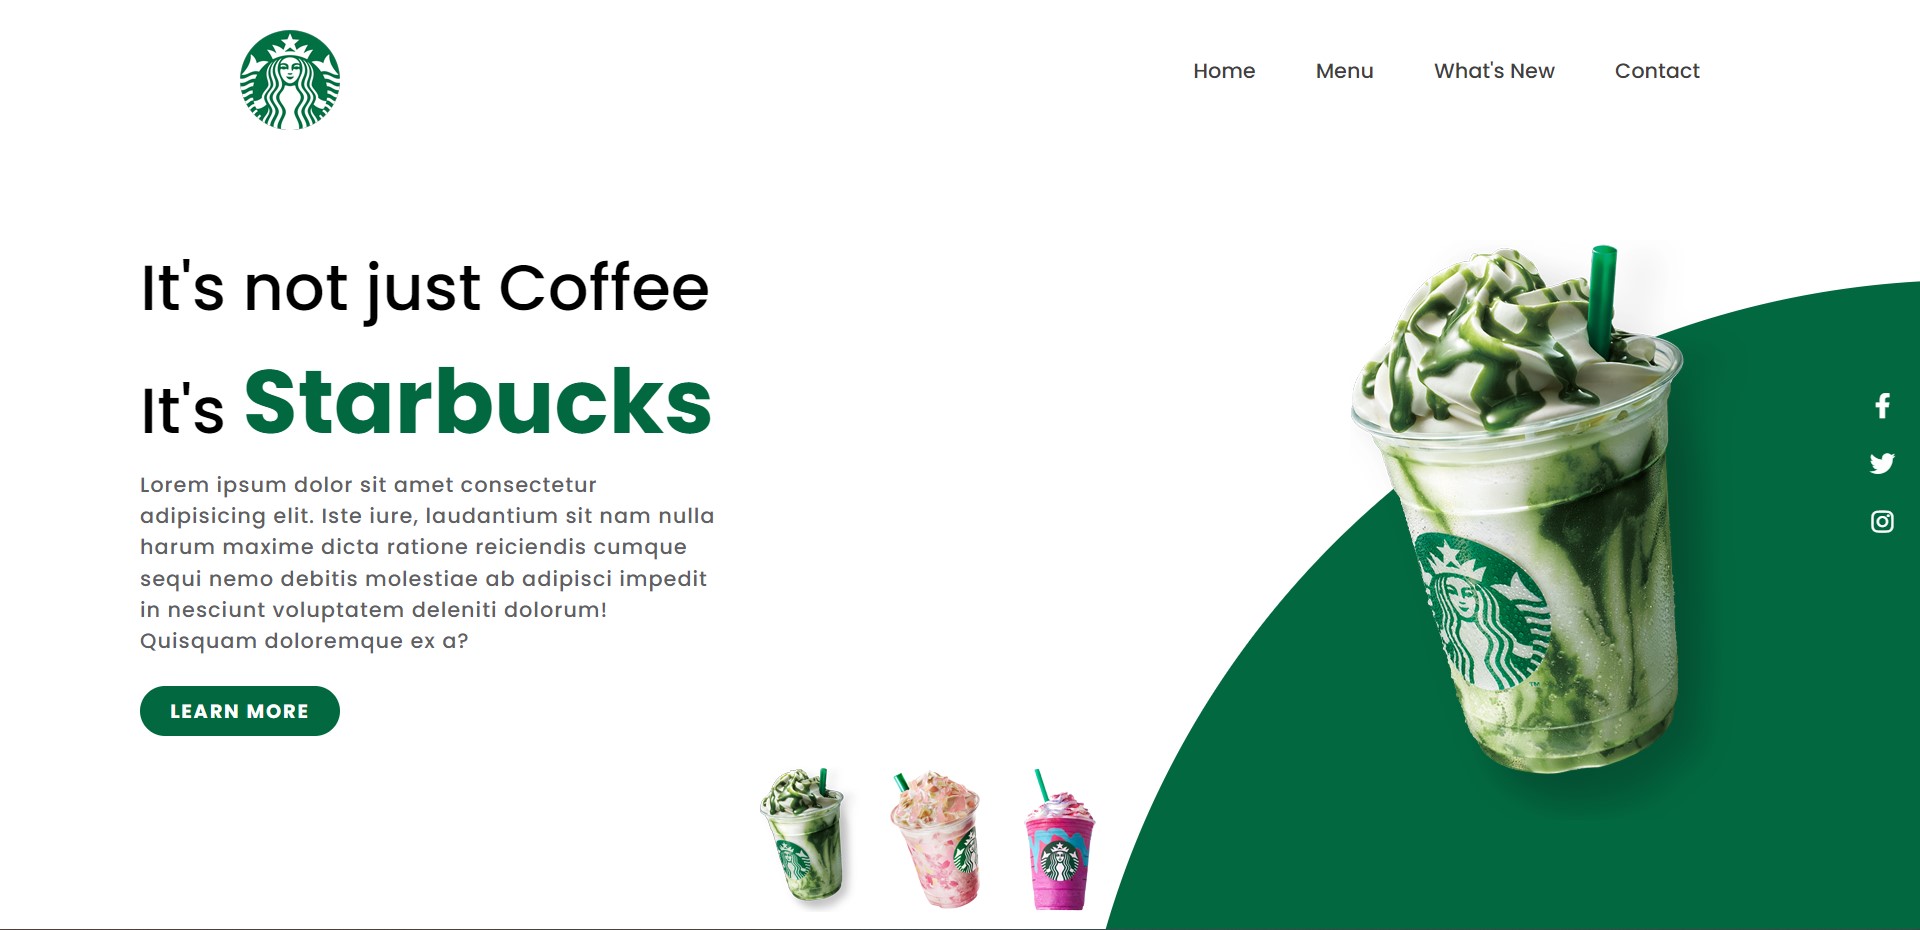 Home
Menu
What's New
Contact
It's not just Coffee
It's Starbucks
Lorem ipsum dolor sit amet consectetur
adipisicing elit. Iste iure, laudantium sit nam nulla
harum maxime dicta ratione reiciendis cumque
sequi nemo debitis molestiae ab adipisci impedit
in nesciunt voluptatem deleniti dolorum!
Quisquam doloremque ex a?
LEARN MORE
TM